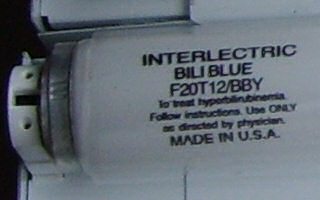 INTERLECTRIC
BILI BLUE
F20T12/BBY
To treat hyperbilirubinemia.
Follow instructions. Use ONLY
as directed by physician.
MADE IN U.S.A.